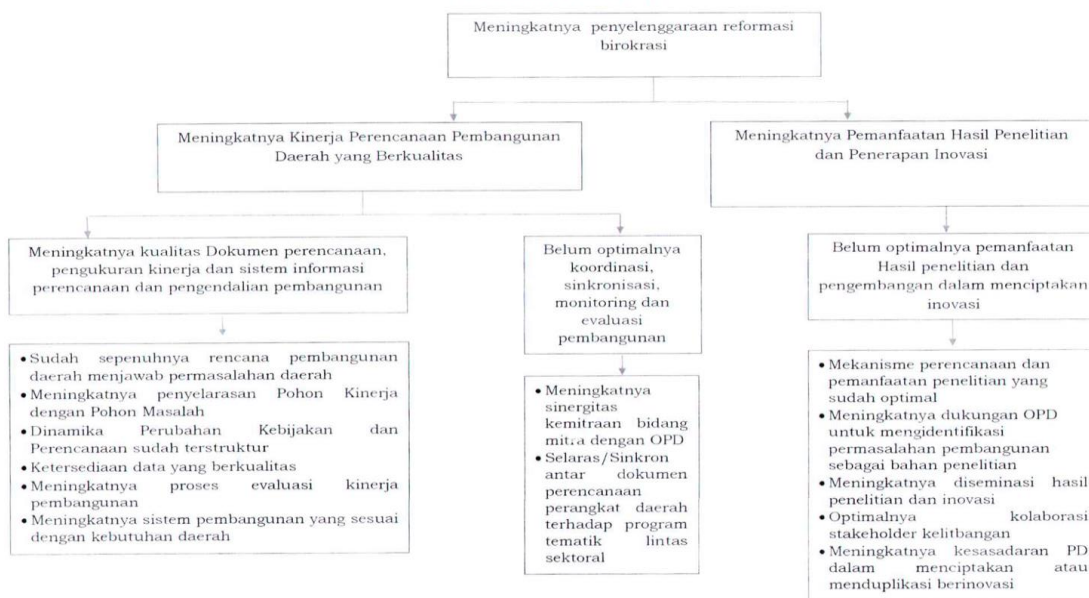 Meningkatnya penyelenggaraan reformasi
birokrasi
Meningkatnya Kinerja Perencanaan Pembangunan
Daerah yang Berkualitas
Meningkatnya Pemanfaatan Hasil Penelitian
dan Penerapan Inovasi
Meningkatnya kualitas Dokumen perencanaan,
pengukuran kinerja dan sistem informasi
perencanaan dan pengendalian pembangunan
Belum optimalnya
koordinasi,
sinkronisasi,
monitoring dan
evaluasi
pembangunan
Belum optimalnya pemanfaatan
Hasil penelitian dan
pengembangan dalam menciptakan
inovasi
• Sudah sepenuhnya rencana pembangunan
daerah menjawab permasalahan daerah
• Meningkatnya penyelarasan Pohon Kinerja
dengan Pohon Masalah
• Dinamika Perubahan Kebijakan dan
Perencanaan sudah terstruktur
• Ketersediaan data yang berkualitas
• Meningkatnya proses evaluasi kinerja
pembangunan
• Meningkatnya sistem pembangunan yang sesuai
dengan kebutuhan daerah
• Meningkatnya
sinergitas
kemitraan bidang
mitra dengan OPD
• Selaras/Sinkron
antar dokumen
perencanaan
perangkat daerah
terhadap program
tematik lintas
sektoral
• Mekanisme perencanaan dan
pemanfaatan penelitian yang
sudah optimal
• Meningkatnya dukungan OPD
untuk mengidentifikasi
permasalahan pembangunan
sebagai bahan penelitian
• Meningkatnya diseminasi hasil
penelitian dan inovasi
• Optimalnya kolaborasi
stakeholder kelitbangan
• Meningkatnya kesasadaran PD
dalam menciptakan atau
menduplikasi berinovasi